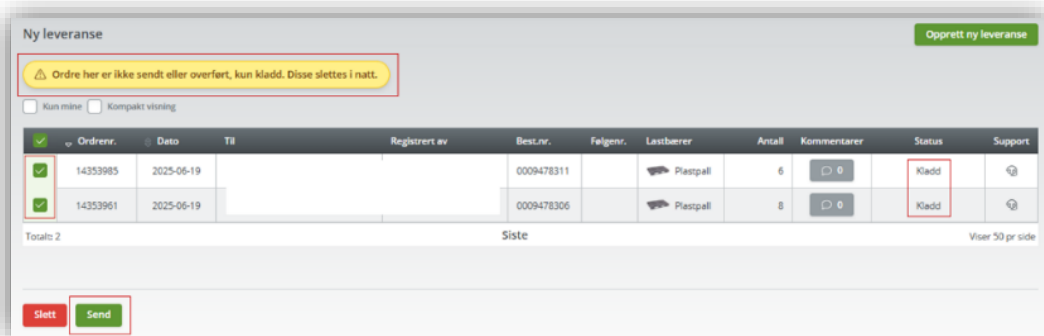 Ny leveranse
Opprett ny leveranse
Ordre her er ikke sendt eller overført, kun kladd. Disse slettes i natt.
Kun mine Kompakt visning
Ordrenr. Dato Til Registrert av Best.nr. Følgenr. Lastbærer Antall Kommentarer Status Support
14353985 2025-06-19 0009478311 Plastpall 6 0 Kladd
14353961 2025-06-19 0009478306 Plastpall 8 0 Kladd
Totalt: 2 Siste Viser 50 pr side
Slett Send